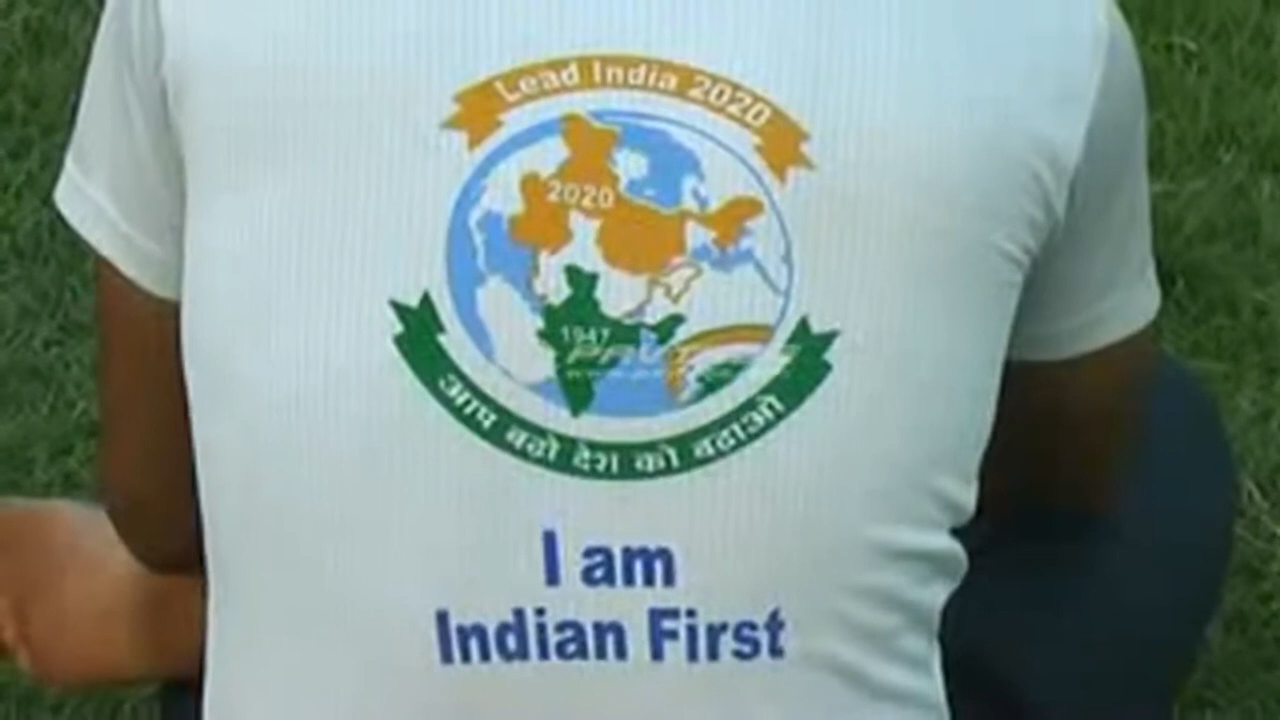 Lead India 2020
2020
1947
आप बढो देश को बढाओ
I am
Indian First